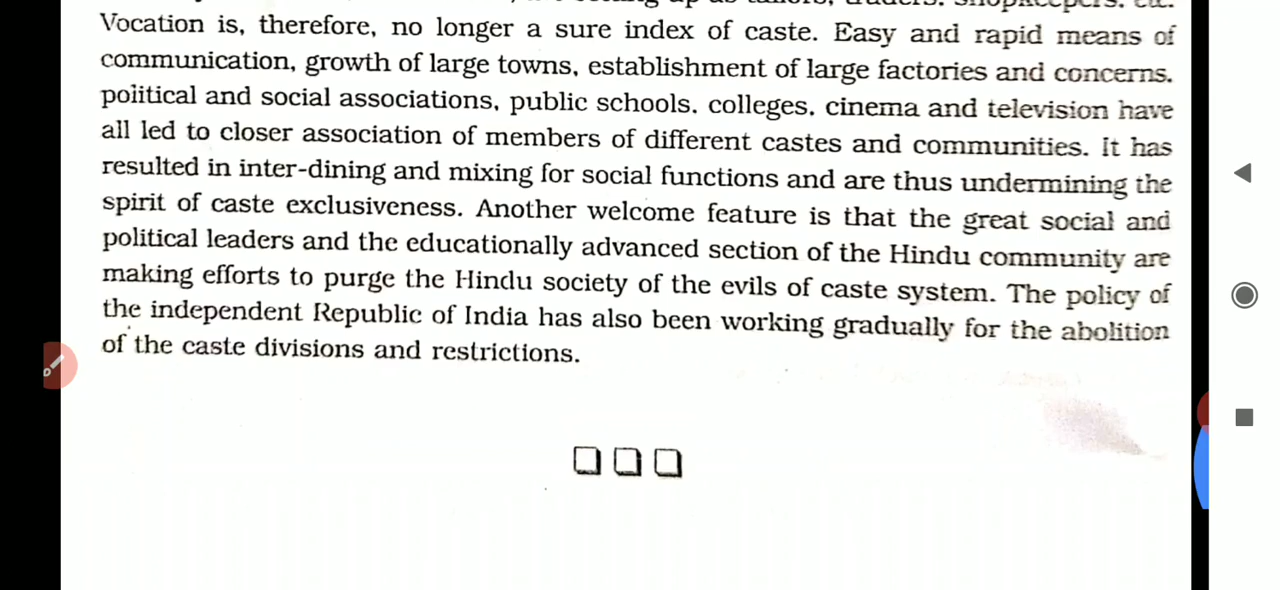 Vocation is, therefore, no longer a sure index of caste. Easy and rapid means of
communication, growth of large towns, establishment of large factories and concerns.
political and social associations, public schools. colleges. cinema and television have
all led to closer association of members of different castes and communities. It has
resulted in inter-dining and mixing for social functions and are thus undermining the
spirit of caste exclusiveness. Another welcome feature is that the great social and
political leaders and the educationally advanced section of the Hindu community are
making efforts to purge the Hindu society of the evils of caste system. The policy of
the independent Republic of India has also been working gradually for the abolition
of the caste divisions and restrictions.